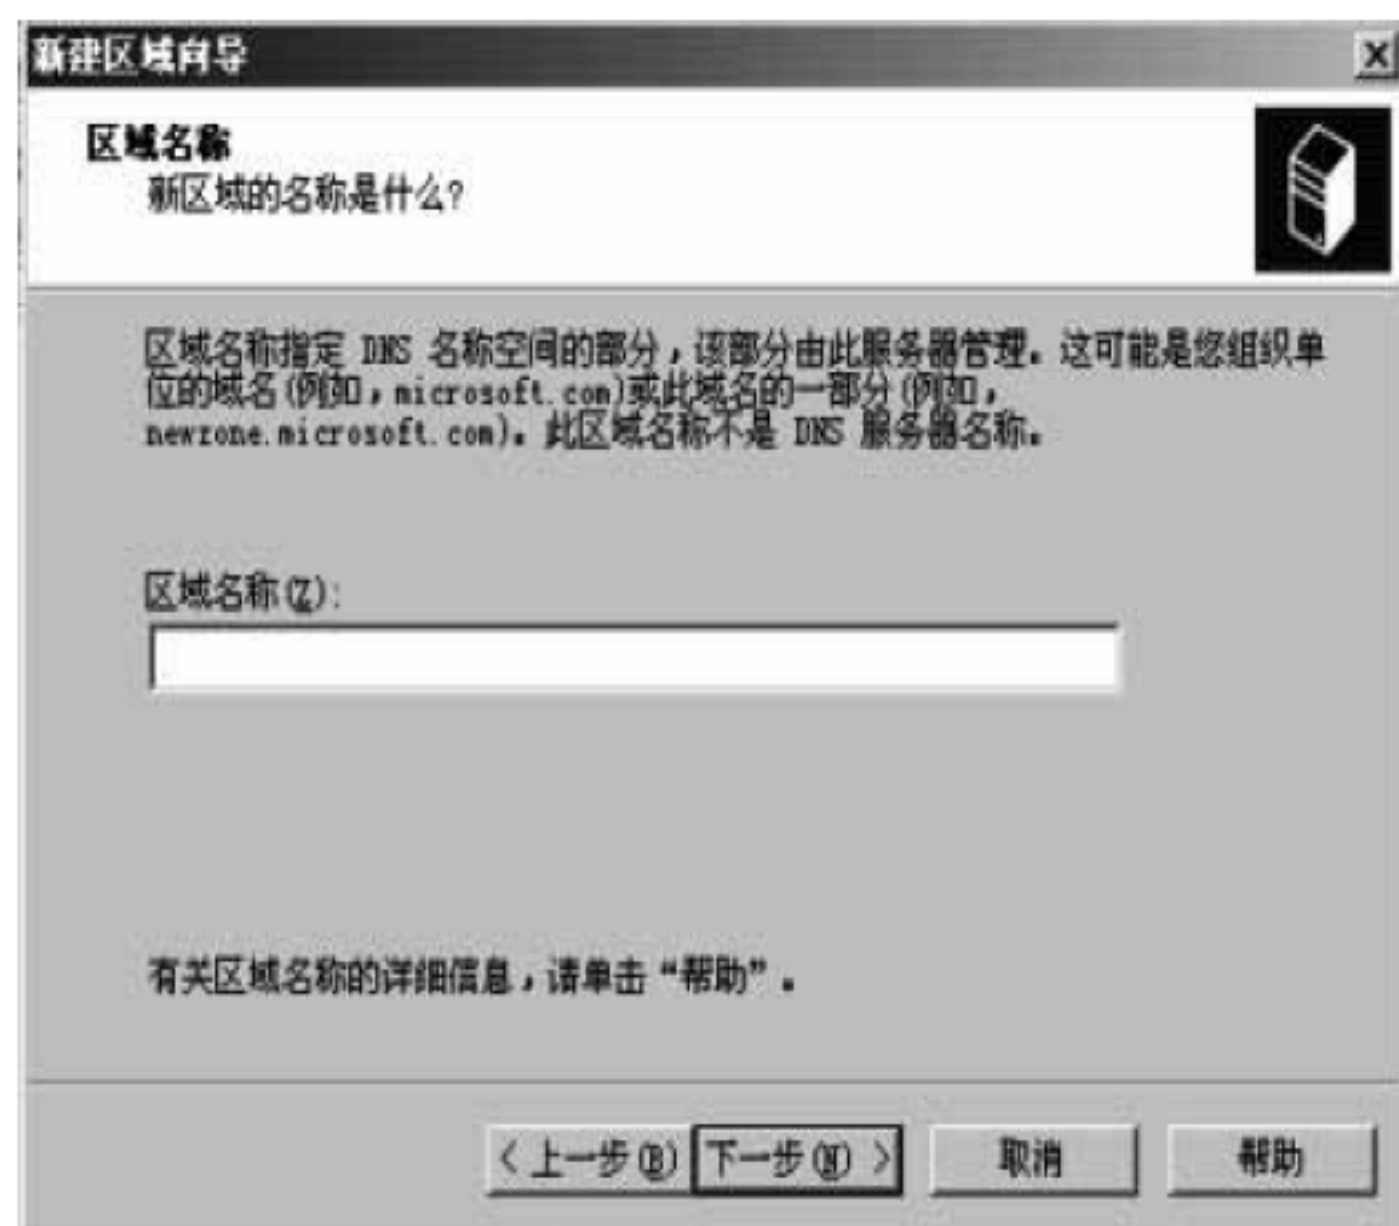 新建区域向导
区域名称
新区域的名称是什么?
区域名称指定 DNS 名称空间的部分，该部分由此服务器管理。这可能是您组织单
位的域名(例如，microsoft.com)或此域名的一部分(例如，
newzone.microsoft.com)。此区域名称不是 DNS 服务器名称。
区域名称(Z):
有关区域名称的详细信息，请单击“帮助”。
< 上一步(B) 下一步(N) > 取消 帮助